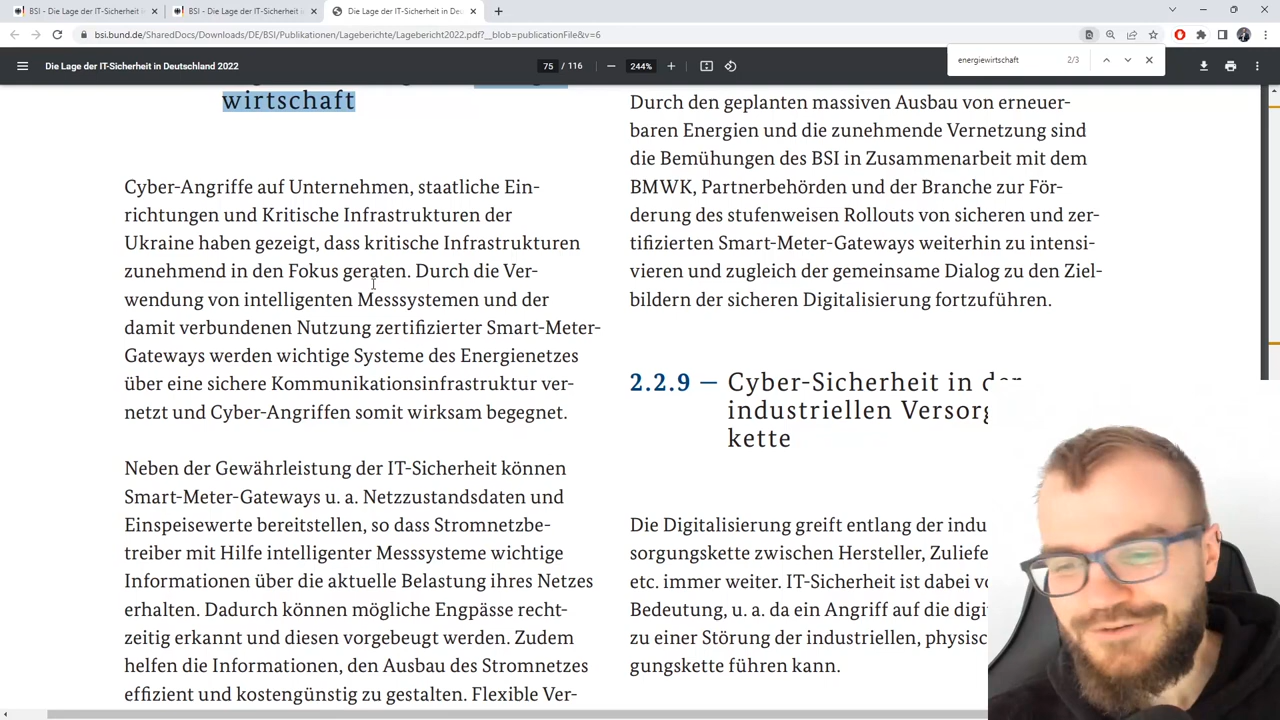 BSI - Die Lage der IT-Sicherheit in
BSI - Die Lage der IT-Sicherheit in
Die Lage der IT-Sicherheit in Deu
bsi.bund.de/SharedDocs/Downloads/DE/BSI/Publikationen/Lageberichte/Lagebericht2022.pdf?__blob=publicationFile&v=6
energiewirtschaft 2/3
Die Lage der IT-Sicherheit in Deutschland 2022
75 / 116
244%
wirtschaft
Cyber-Angriffe auf Unternehmen, staatliche Ein-
richtungen und Kritische Infrastrukturen der
Ukraine haben gezeigt, dass kritische Infrastrukturen
zunehmend in den Fokus geraten. Durch die Ver-
wendung von intelligenten Messsystemen und der
damit verbundenen Nutzung zertifizierter Smart-Meter-
Gateways werden wichtige Systeme des Energienetzes
über eine sichere Kommunikationsinfrastruktur ver-
netzt und Cyber-Angriffen somit wirksam begegnet.
Neben der Gewährleistung der IT-Sicherheit können
Smart-Meter-Gateways u. a. Netzzustandsdaten und
Einspeisewerte bereitstellen, so dass Stromnetzbe-
treiber mit Hilfe intelligenter Messsysteme wichtige
Informationen über die aktuelle Belastung ihres Netzes
erhalten. Dadurch können mögliche Engpässe recht-
zeitig erkannt und diesen vorgebeugt werden. Zudem
helfen die Informationen, den Ausbau des Stromnetzes
effizient und kostengünstig zu gestalten. Flexible Ver-
Durch den geplanten massiven Ausbau von erneuer-
baren Energien und die zunehmende Vernetzung sind
die Bemühungen des BSI in Zusammenarbeit mit dem
BMWK, Partnerbehörden und der Branche zur För-
derung des stufenweisen Rollouts von sicheren und zer-
tifizierten Smart-Meter-Gateways weiterhin zu intensi-
vieren und zugleich der gemeinsame Dialog zu den Ziel-
bildern der sicheren Digitalisierung fortzuführen.
2.2.9 — Cyber-Sicherheit in der
industriellen Versorg
kette
Die Digitalisierung greift entlang der indu
sorgungskette zwischen Hersteller, Zuliefe
etc. immer weiter. IT-Sicherheit ist dabei vo
Bedeutung, u. a. da ein Angriff auf die digi
zu einer Störung der industriellen, physisc
gungskette führen kann.